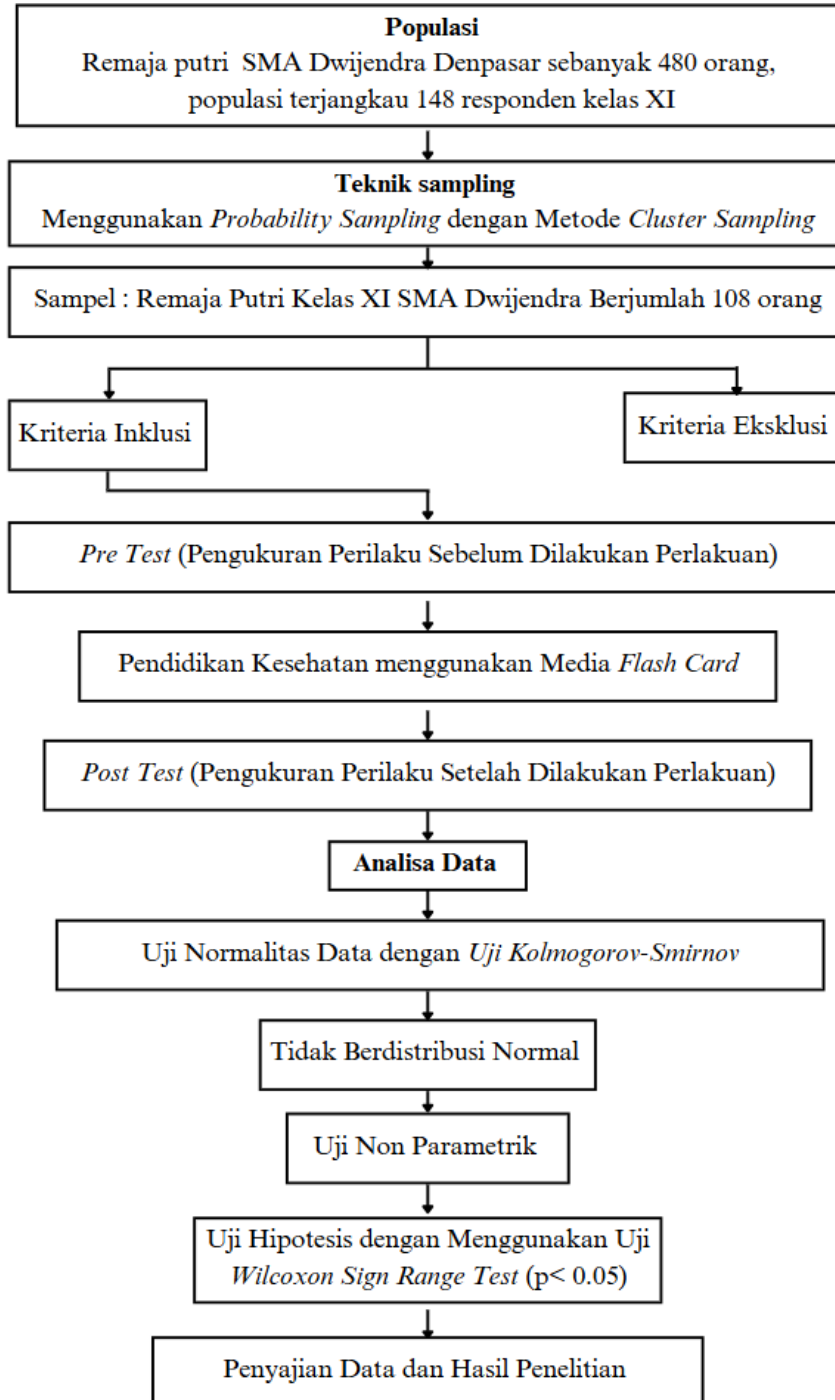 Populasi
Remaja putri SMA Dwijendra Denpasar sebanyak 480 orang,
populasi terjangkau 148 responden kelas XI
Teknik sampling
Menggunakan Probability Sampling dengan Metode Cluster Sampling
Sampel : Remaja Putri Kelas XI SMA Dwijendra Berjumlah 108 orang
Kriteria Inklusi
Kriteria Eksklusi
Pre Test (Pengukuran Perilaku Sebelum Dilakukan Perlakuan)
Pendidikan Kesehatan menggunakan Media Flash Card
Post Test (Pengukuran Perilaku Setelah Dilakukan Perlakuan)
Analisa Data
Uji Normalitas Data dengan Uji Kolmogorov-Smirnov
Tidak Berdistribusi Normal
Uji Non Parametrik
Uji Hipotesis dengan Menggunakan Uji
Wilcoxon Sign Range Test (p< 0.05)
Penyajian Data dan Hasil Penelitian